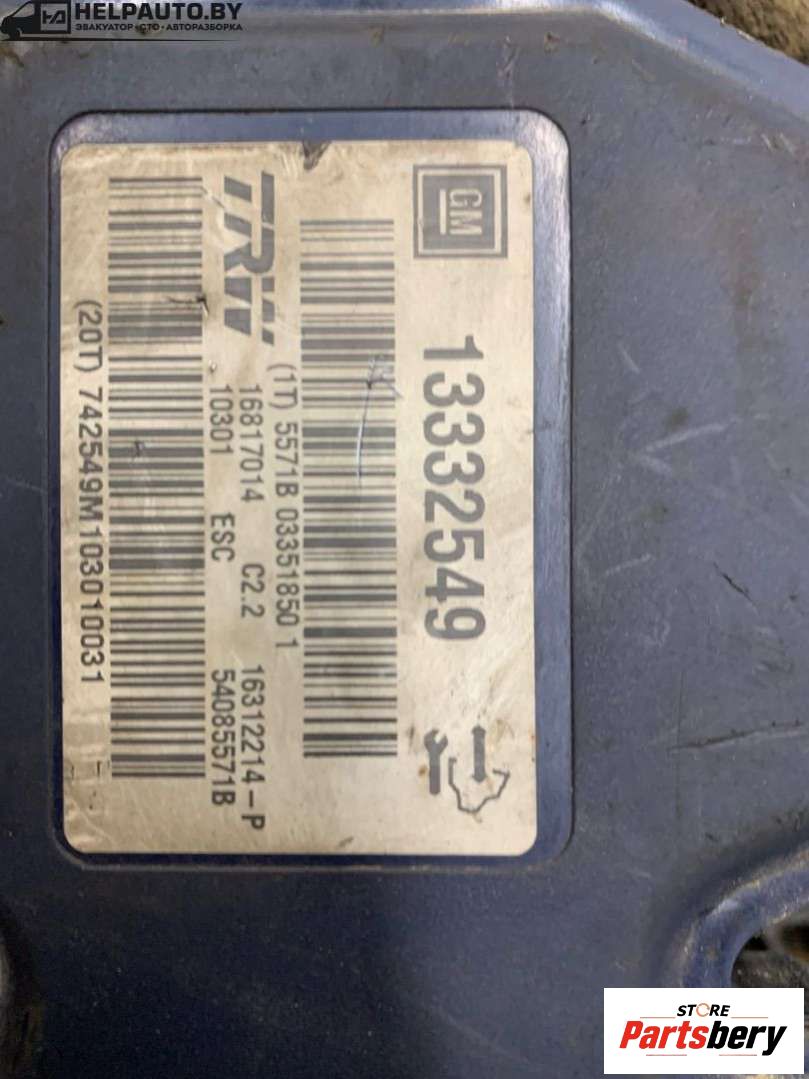 HELPAUTO.BY
ЭВАКУАТОР • СТО • АВТОРАЗБОРКА
GM
13332549
(1T) 5571B 03351850 1
TRW
16817014 C2.2 16312214-P
10301 ESC 54085571B
(20T) 742549M103010031
STORE
Partsbery